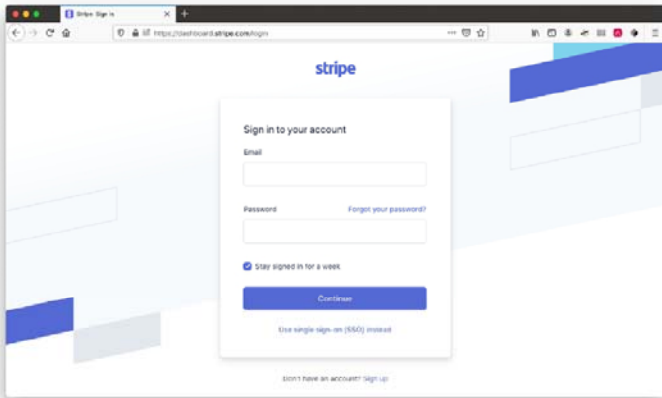 Stripe: Sign in
https://dashboard.stripe.com/login
stripe
Sign in to your account
Email
Password
Forgot your password?
Stay signed in for a week
Continue
Use single sign-on (SSO) instead
Don't have an account? Sign up